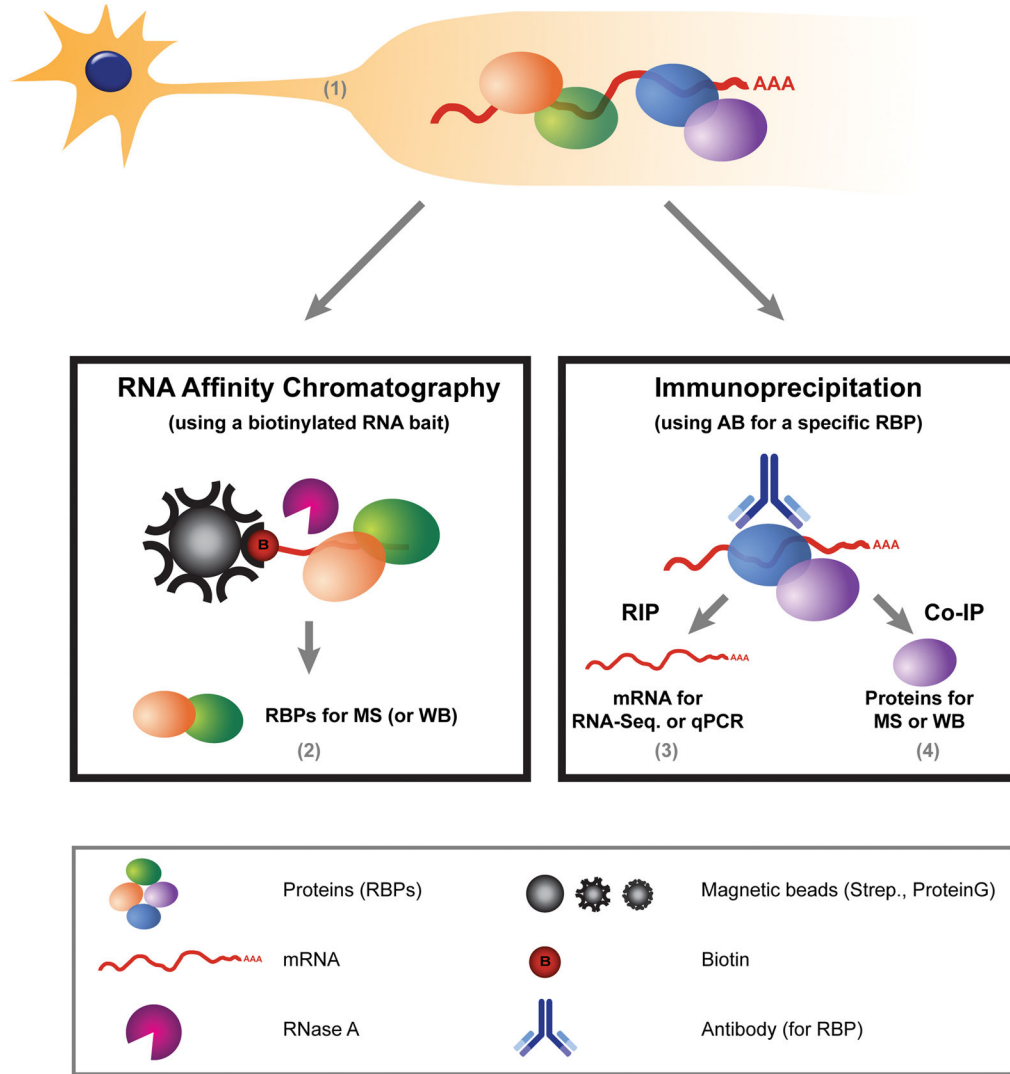 (1)
AAA
RNA Affinity Chromatography
(using a biotinylated RNA bait)
B
RBPs for MS (or WB)
(2)
Immunoprecipitation
(using AB for a specific RBP)
AAA
RIP
Co-IP
AAA
mRNA for
RNA-Seq. or qPCR
(3)
Proteins for
MS or WB
(4)
Proteins (RBPs)
Magnetic beads (Strep., ProteinG)
AAA
mRNA
B
Biotin
RNase A
Antibody (for RBP)